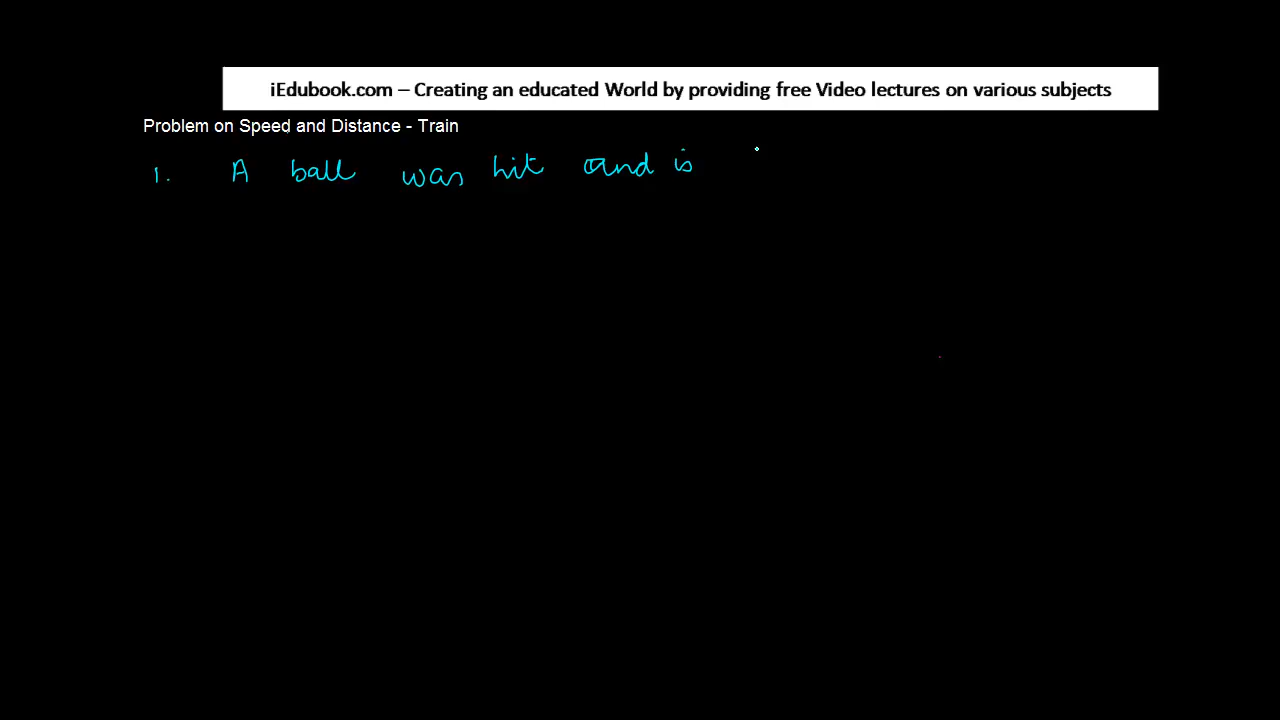 iEdubook.com – Creating an educated World by providing free Video lectures on various subjects
Problem on Speed and Distance - Train
1. A ball was hit and is